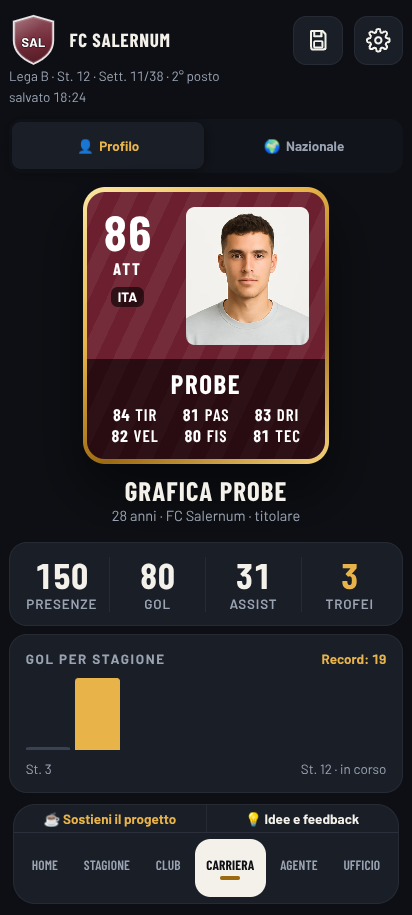 SAL
FC SALERNUM
Lega B · St. 12 · Sett. 11/38 · 2° posto
salvato 18:24
Profilo
Nazionale
86
ATT
ITA
PROBE
84 TIR 81 PAS 83 DRI
82 VEL 80 FIS 81 TEC
GRAFICA PROBE
28 anni · FC Salernum · titolare
150 80 31 3
PRESENZE GOL ASSIST TROFEI
GOL PER STAGIONE Record: 19
St. 3 St. 12 · in corso
Sostieni il progetto Idee e feedback
HOME STAGIONE CLUB CARRIERA AGENTE UFFICIO